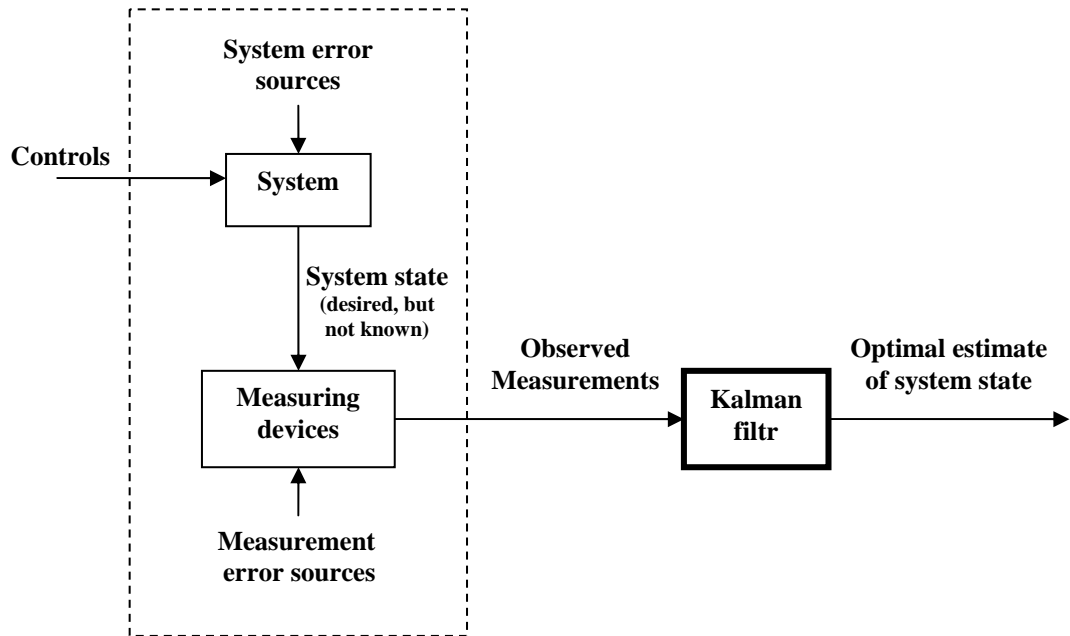 System error
sources
Controls
System
System state
(desired, but
not known)
Observed
Measurements
Optimal estimate
of system state
Measuring
devices
Kalman
filtr
Measurement
error sources